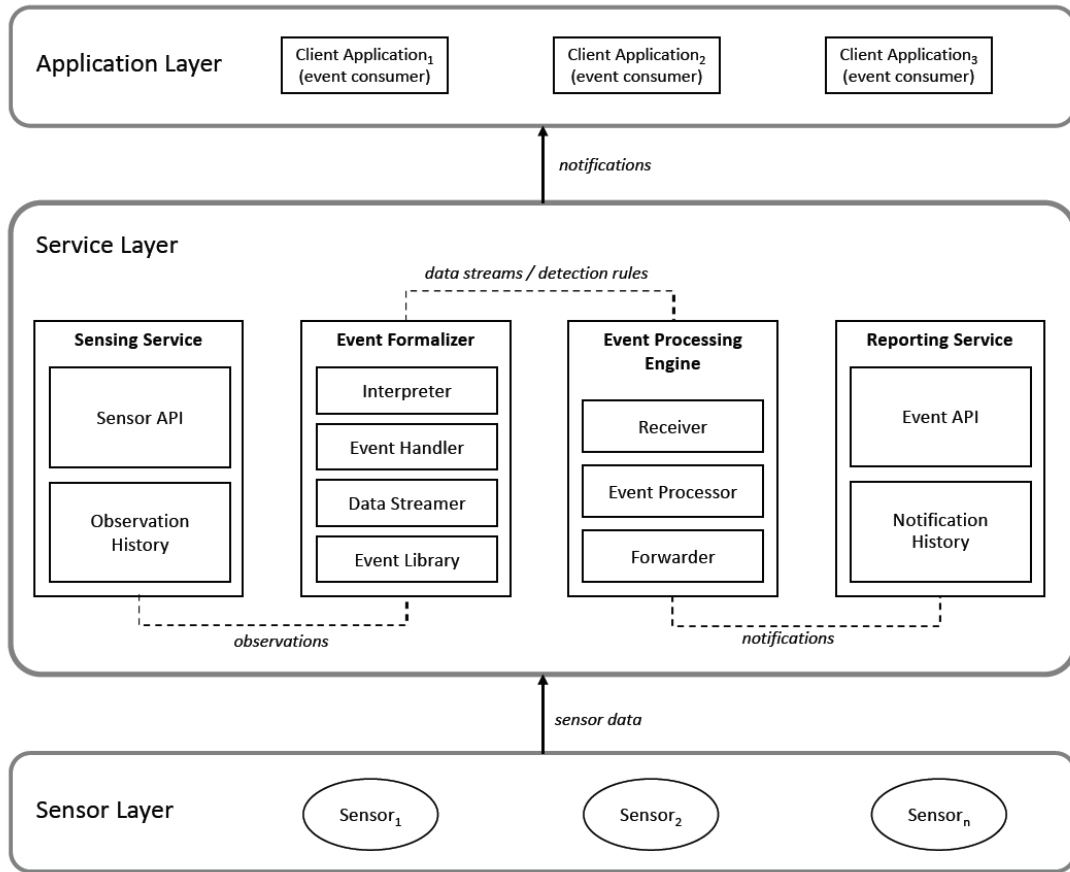 Application Layer
Client Application₁
(event consumer)
Client Application₂
(event consumer)
Client Application₃
(event consumer)
notifications
Service Layer
data streams / detection rules
Sensing Service
Sensor API
Observation
History
Event Formalizer
Interpreter
Event Handler
Data Streamer
Event Library
Event Processing
Engine
Receiver
Event Processor
Forwarder
Reporting Service
Event API
Notification
History
observations
notifications
sensor data
Sensor Layer
Sensor₁
Sensor₂
Sensorₙ